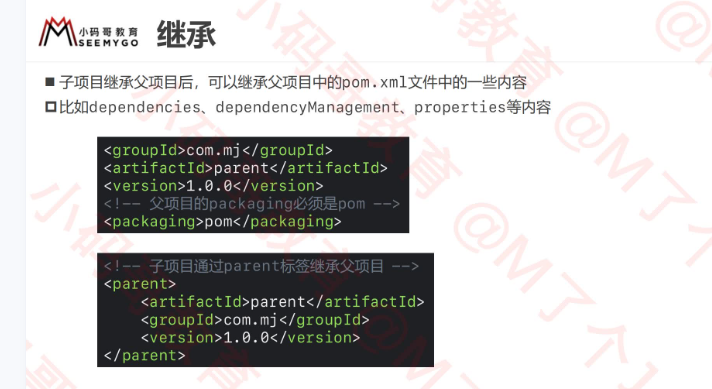 小码哥教育
SEEMYGO
继承
■ 子项目继承父项目后，可以继承父项目中的pom.xml文件中的一些内容
比如dependencies、dependencyManagement、properties等内容
<groupId>com.mj</groupId>
<artifactId>parent</artifactId>
<version>1.0.0</version>
<!-- 父项目的packaging必须是pom -->
<packaging>pom</packaging>
<!-- 子项目通过parent标签继承父项目 -->
<parent>
    <artifactId>parent</artifactId>
    <groupId>com.mj</groupId>
    <version>1.0.0</version>
</parent>
小码哥教育 @M了个J